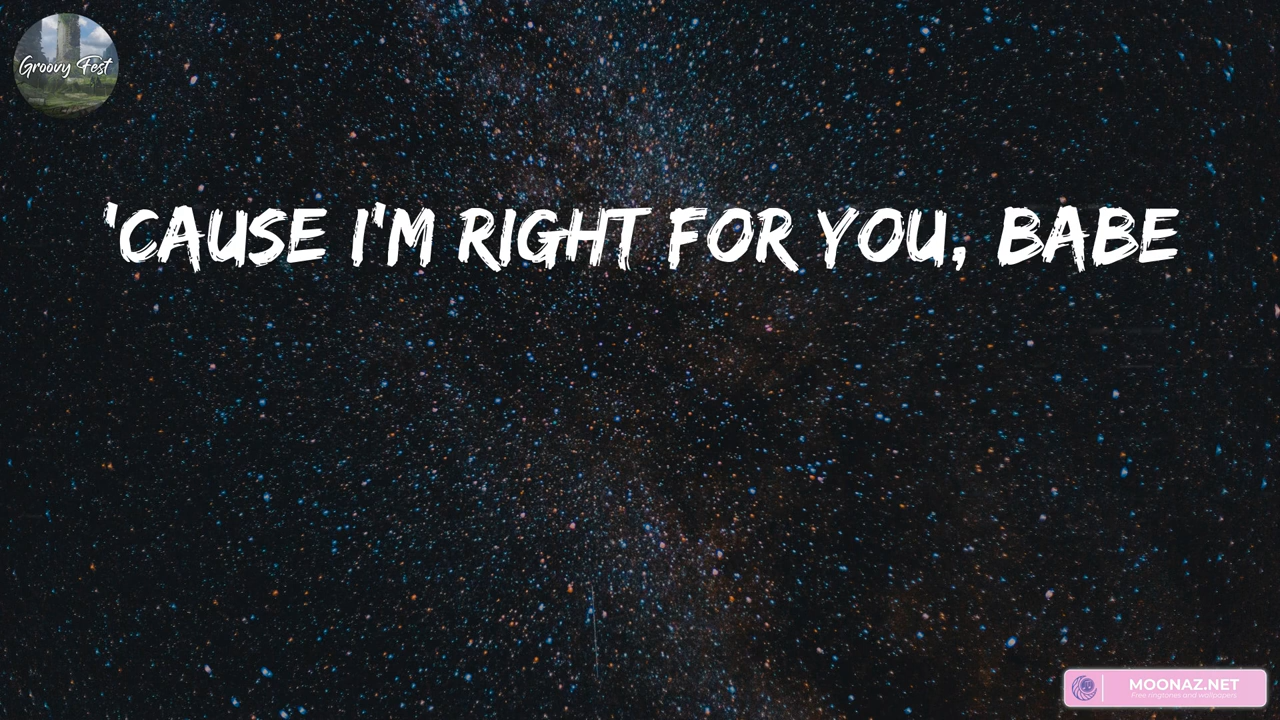 Groovy Fest
'CAUSE I'M RIGHT FOR YOU, BABE
MOONAZ.NET
Free ringtones and wallpapers